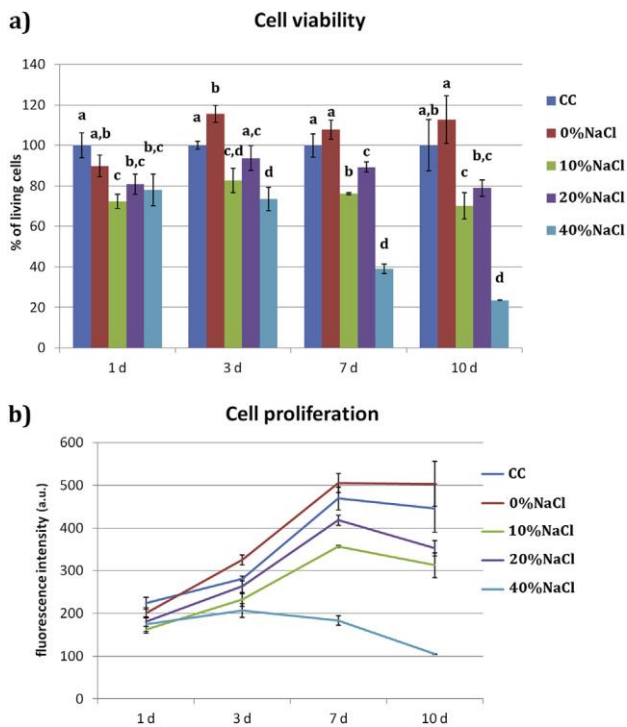 a)
Cell viability
% of living cells
140
120
100
80
60
40
20
0
a a,b c b,c b,c
a b c,d a,c d
a a b c d
a,b a c b,c d
1 d 3 d 7 d 10 d
CC
0%NaCl
10%NaCl
20%NaCl
40%NaCl
b)
Cell proliferation
fluorescence intensity (a.u.)
600
500
400
300
200
100
0
1 d 3 d 7 d 10 d
CC
0%NaCl
10%NaCl
20%NaCl
40%NaCl